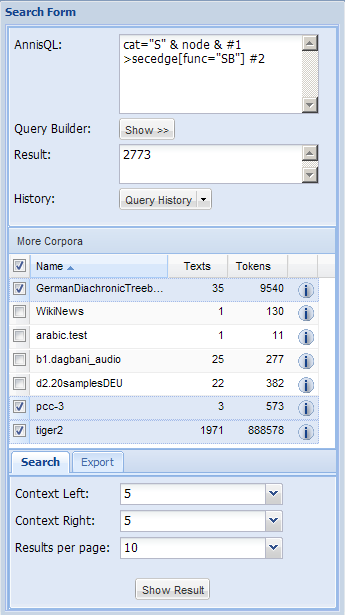 Search Form
AnnisQL: cat="S" & node & #1
>secedge[func="SB"] #2
Query Builder: Show >>
Result: 2773
History: Query History
More Corpora
Name Texts Tokens
GermanDiachronicTreeb... 35 9540
WikiNews 1 130
arabic.test 1 11
b1.dagbani_audio 25 277
d2.20samplesDEU 22 382
pcc-3 3 573
tiger2 1971 888578
Search Export
Context Left: 5
Context Right: 5
Results per page: 10
Show Result